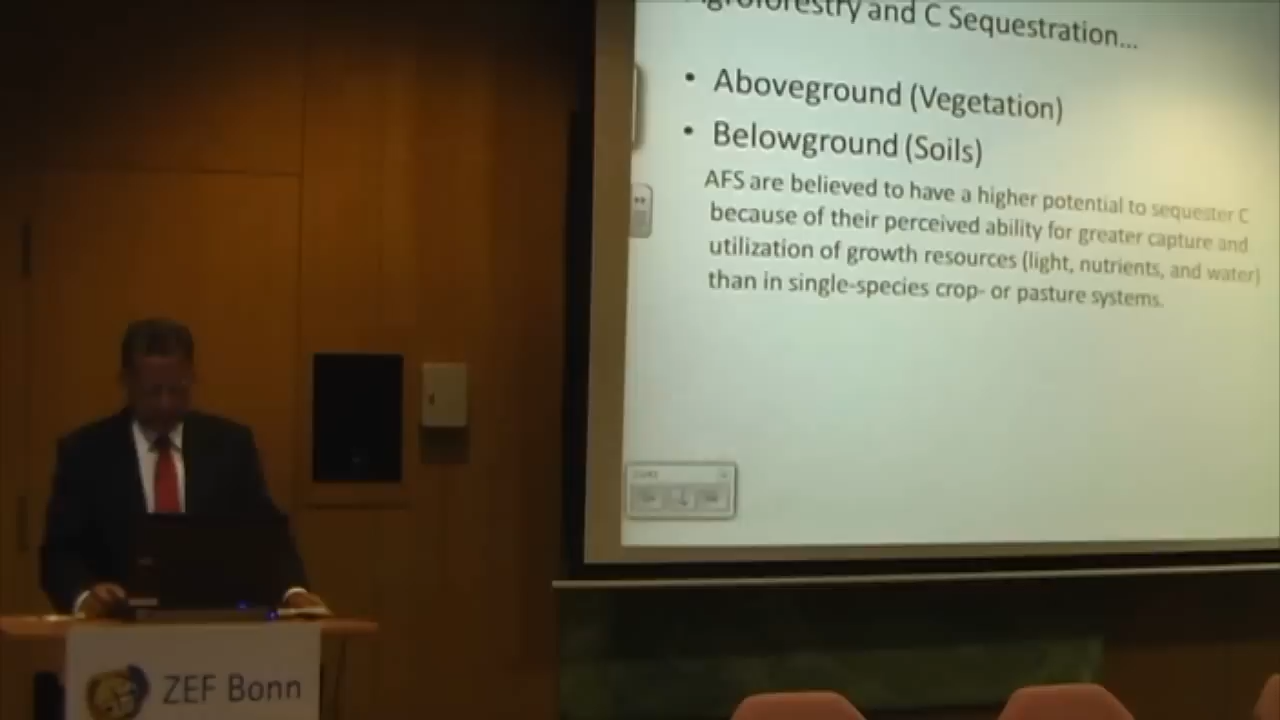 Agroforestry and C Sequestration...
• Aboveground (Vegetation)
• Belowground (Soils)
AFS are believed to have a higher potential to sequester C
because of their perceived ability for greater capture and
utilization of growth resources (light, nutrients, and water)
than in single-species crop- or pasture systems.
ZEF Bonn